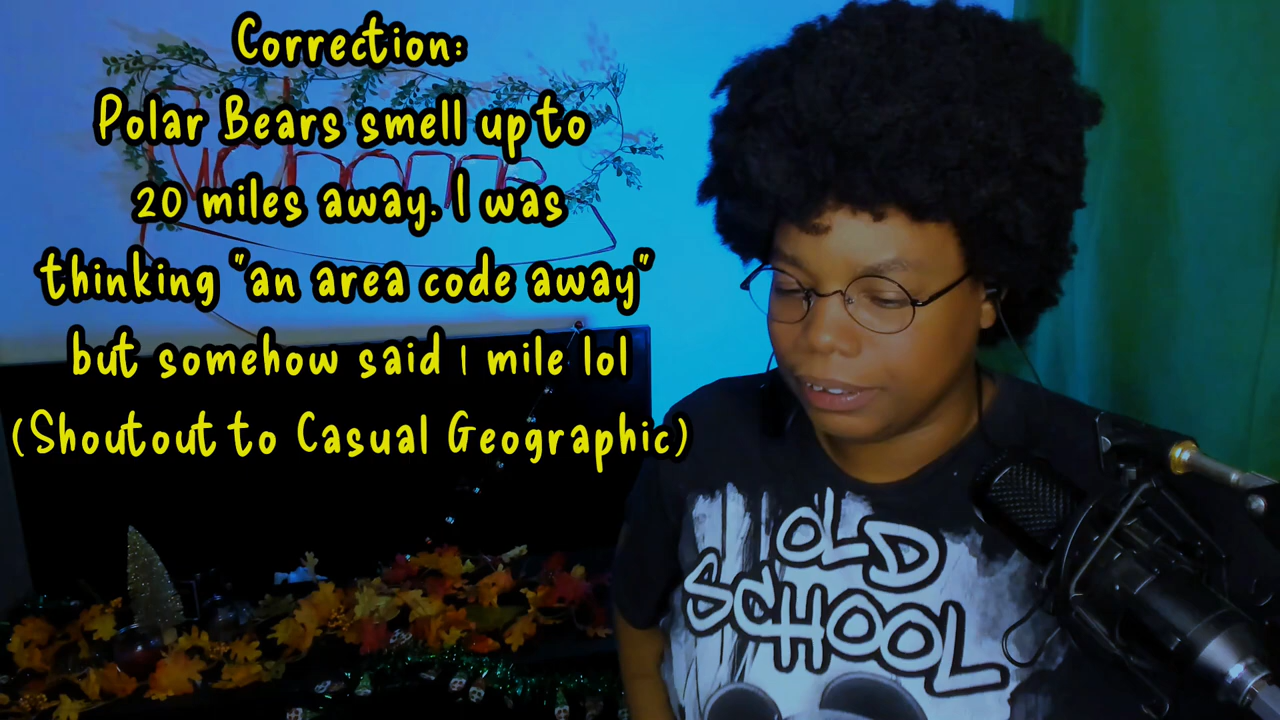 Correction:
Polar Bears smell up to
20 miles away. I was
thinking "an area code away"
but somehow said 1 mile lol
(Shoutout to Casual Geographic)
OLD
SCHOOL